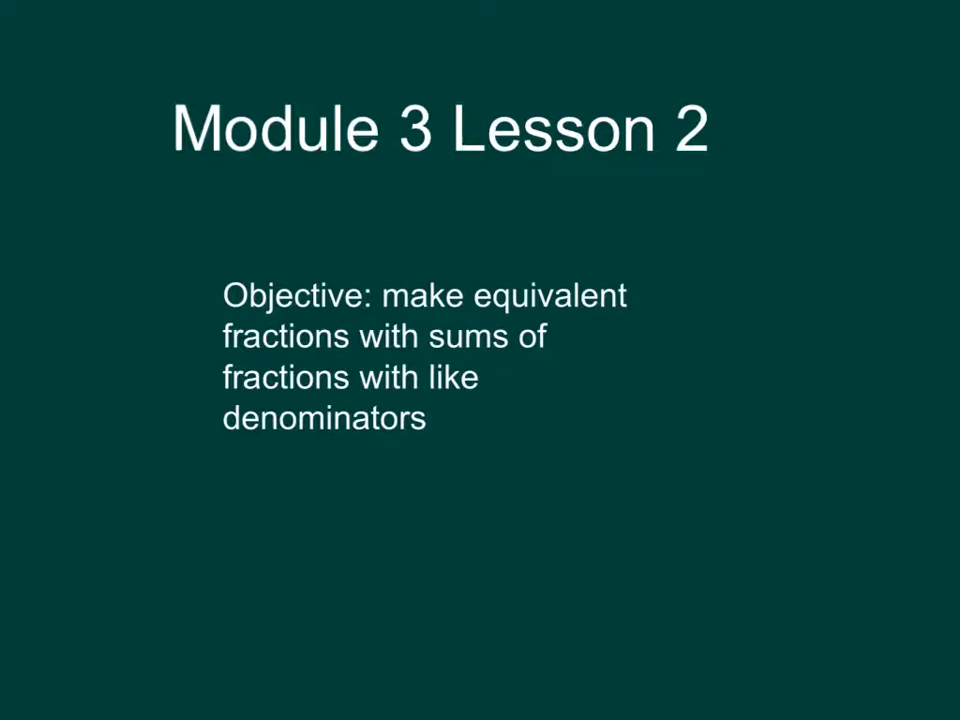 Module 3 Lesson 2
Objective: make equivalent
fractions with sums of
fractions with like
denominators